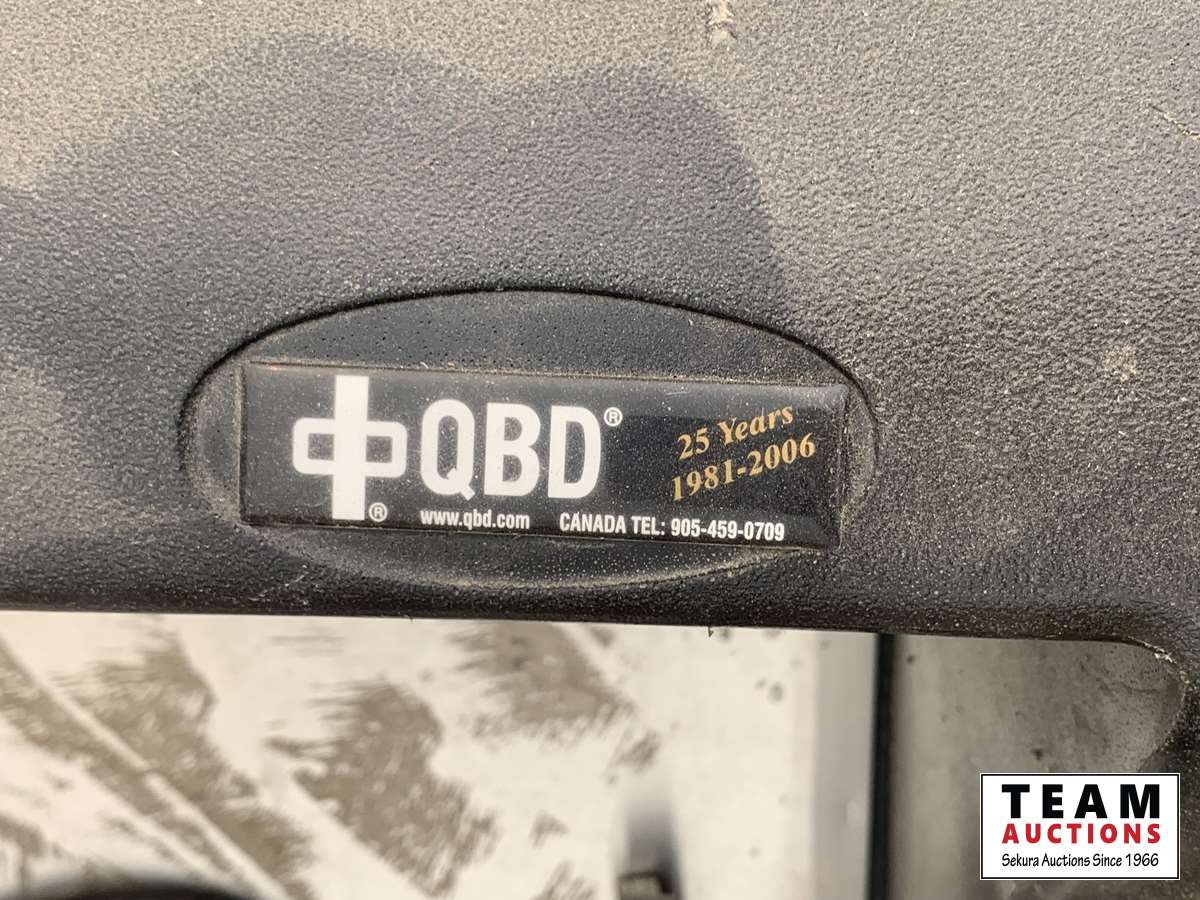 QBD®
25 Years
1981-2006
®
www.qbd.com CANADA TEL: 905-459-0709
TEAM
AUCTIONS
Sekura Auctions Since 1966